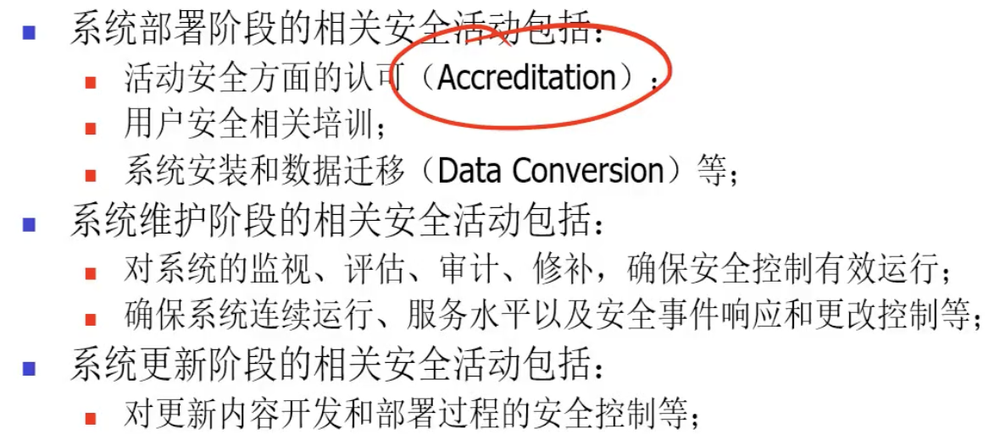 系统部署阶段的相关安全活动包括：
活动安全方面的认可（Accreditation）；
用户安全相关培训；
系统安装和数据迁移（Data Conversion）等；
系统维护阶段的相关安全活动包括：
对系统的监视、评估、审计、修补，确保安全控制有效运行；
确保系统连续运行、服务水平以及安全事件响应和更改控制等；
系统更新阶段的相关安全活动包括：
对更新内容开发和部署过程的安全控制等；